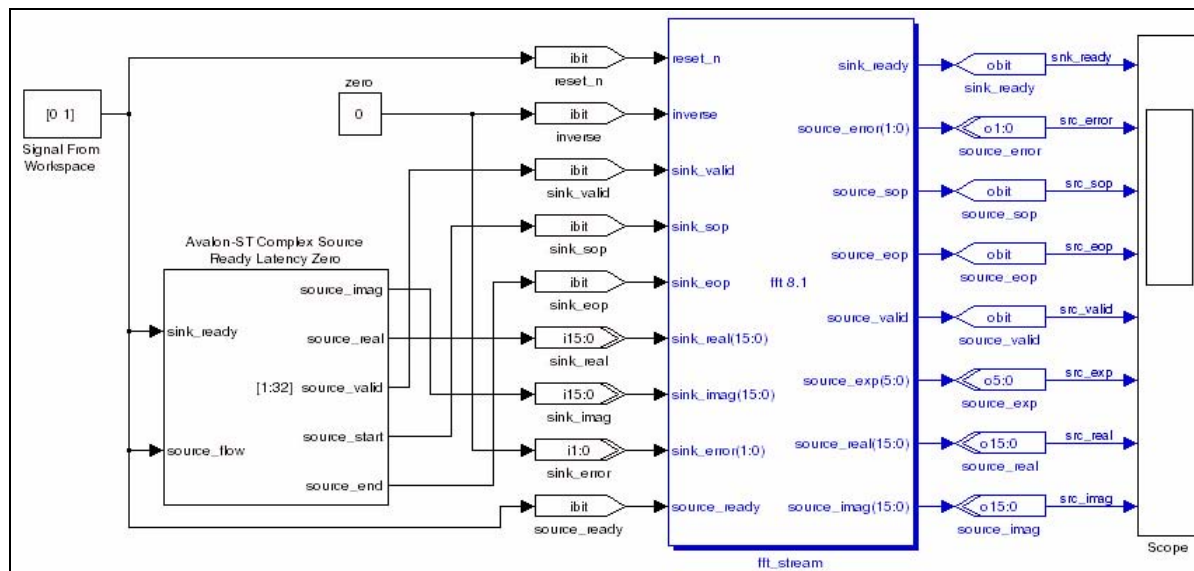 [0 1]
Signal From
Workspace
zero
0
Avalon-ST Complex Source
Ready Latency Zero
sink_ready
source_flow
[1:32]
source_imag
source_real
source_valid
source_start
source_end
ibit
reset_n
ibit
inverse
ibit
sink_valid
ibit
sink_sop
ibit
sink_eop
i15:0
sink_real
i15:0
sink_imag
i1:0
sink_error
ibit
source_ready
reset_n
inverse
sink_valid
sink_sop
sink_eop
sink_real(15:0)
sink_imag(15:0)
sink_error(1:0)
source_ready
fft 8.1
sink_ready
source_error(1:0)
source_sop
source_eop
source_valid
source_exp(5:0)
source_real(15:0)
source_imag(15:0)
fft_stream
obit
sink_ready
o1:0
source_error
obit
source_sop
obit
source_eop
obit
source_valid
o5:0
source_exp
o15:0
source_real
o15:0
source_imag
snk_ready
src_error
src_sop
src_eop
src_valid
src_exp
src_real
src_imag
Scope